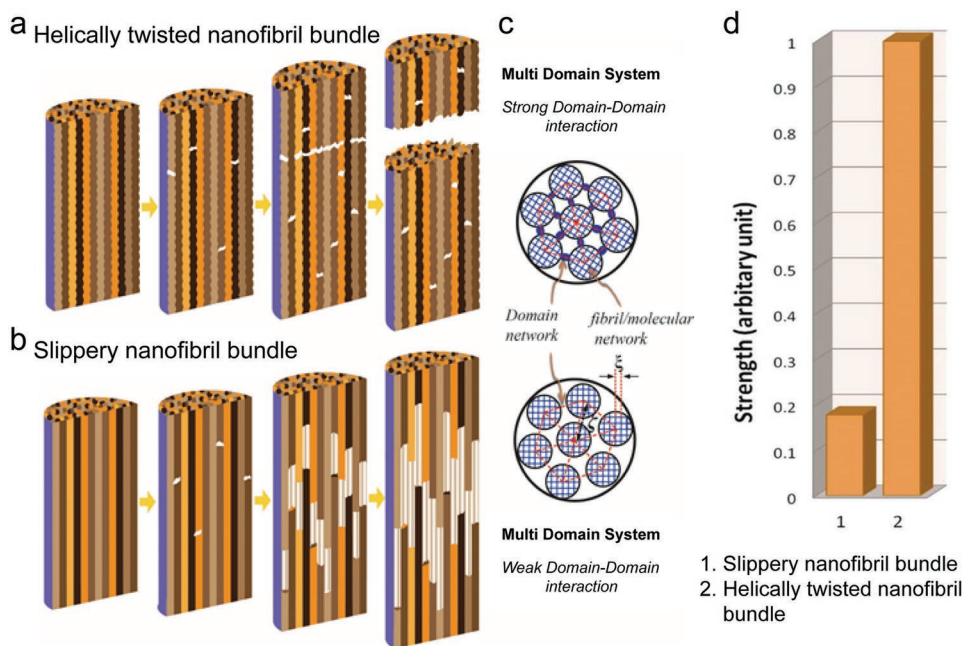 a Helically twisted nanofibril bundle
b Slippery nanofibril bundle
c
Multi Domain System
Strong Domain-Domain
interaction
Domain
network
fibril/molecular
network
ξ
ζ
Multi Domain System
Weak Domain-Domain
interaction
d
Strength (arbitary unit)
1
0.9
0.8
0.7
0.6
0.5
0.4
0.3
0.2
0.1
0
1 2
1. Slippery nanofibril bundle
2. Helically twisted nanofibril
bundle